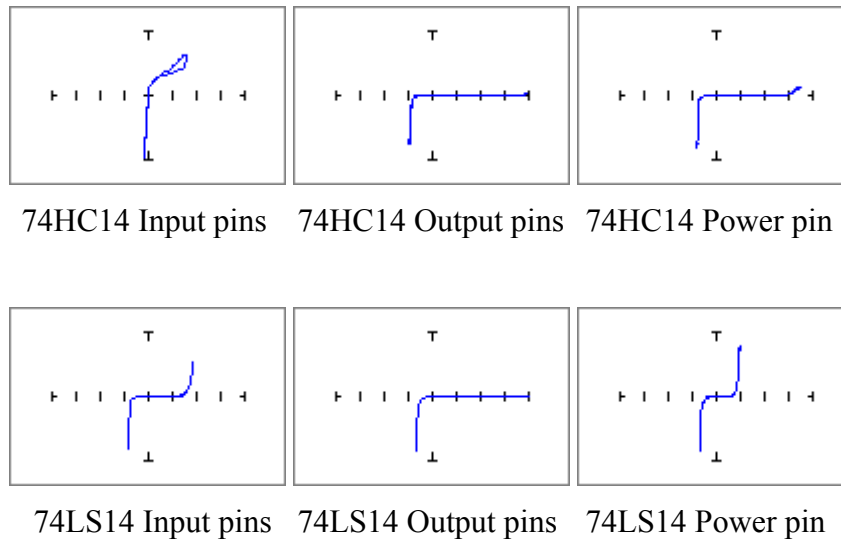 74HC14 Input pins 74HC14 Output pins 74HC14 Power pin
74LS14 Input pins 74LS14 Output pins 74LS14 Power pin